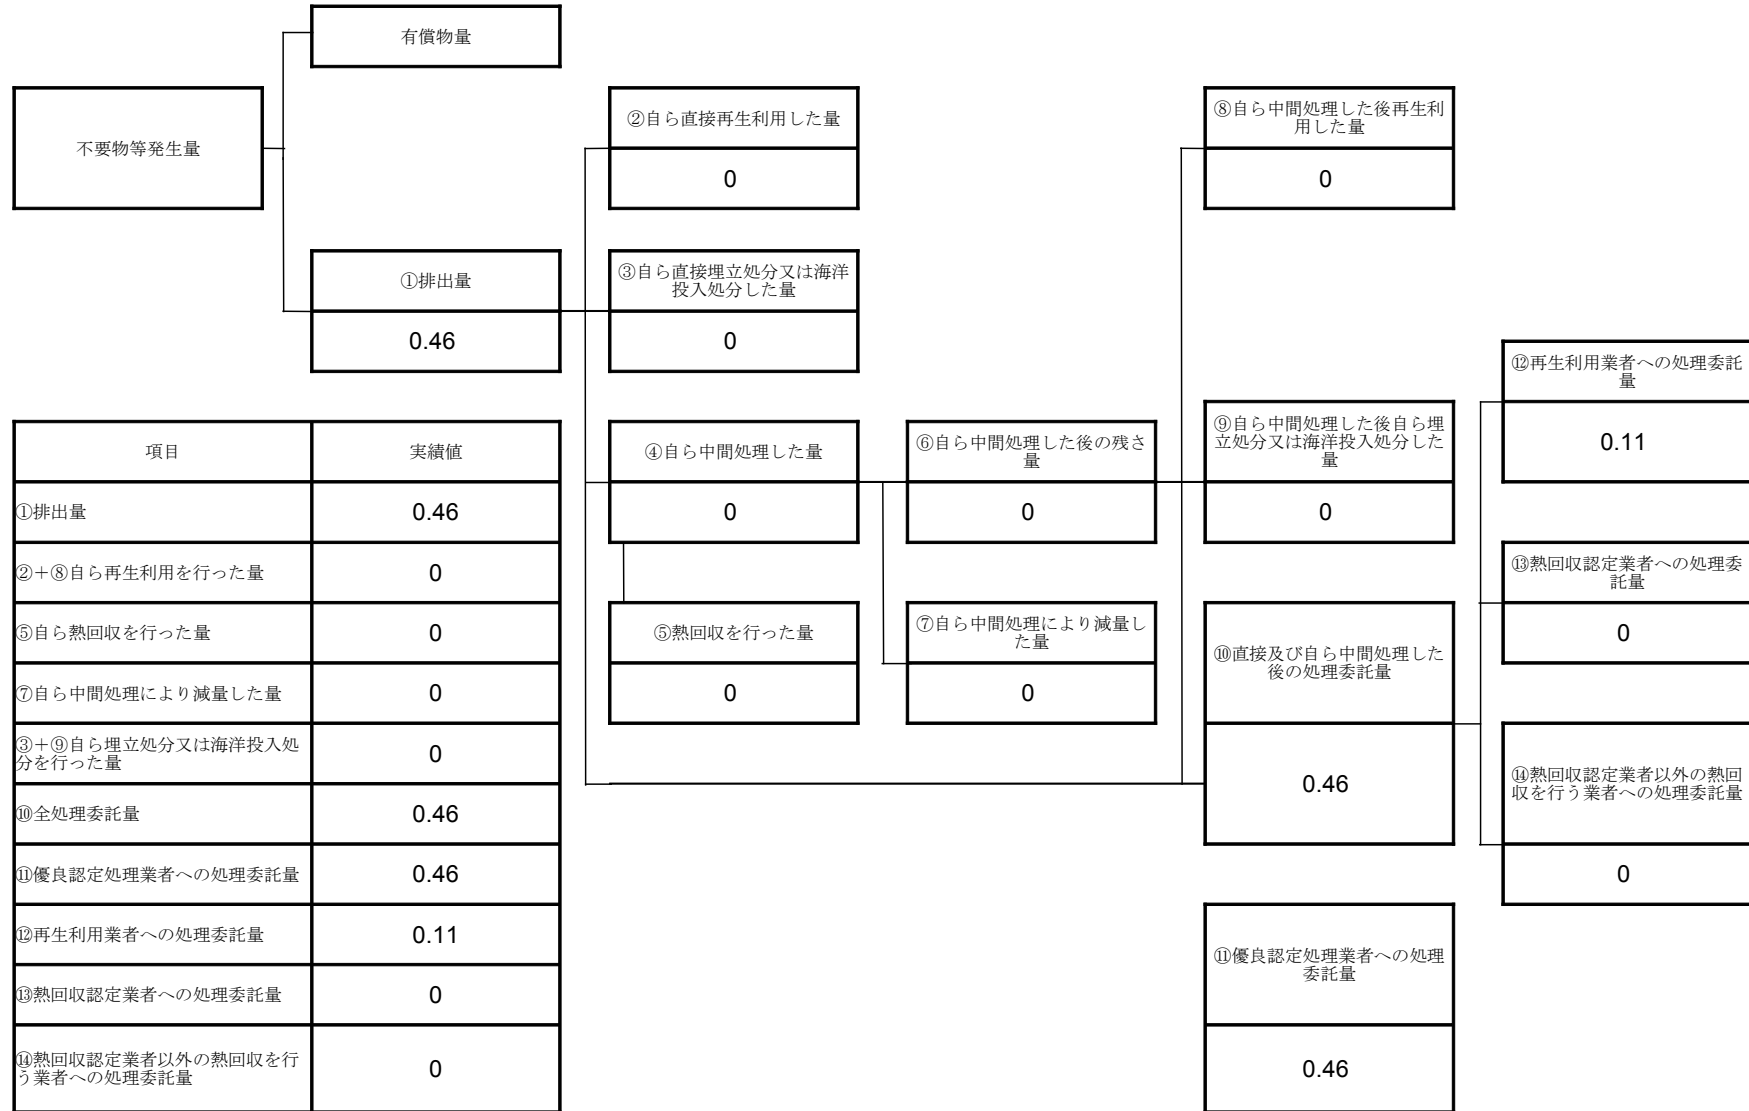 有償物量
不要物等発生量
②自ら直接再生利用した量
0
⑧自ら中間処理した後再生利
用した量
0
①排出量
0.46
③自ら直接埋立処分又は海洋
投入処分した量
0
④自ら中間処理した量
0
⑥自ら中間処理した後の残さ
量
0
⑨自ら中間処理した後自ら埋
立処分又は海洋投入処分した
量
0
⑫再生利用業者への処理委託
量
0.11
⑤熱回収を行った量
0
⑦自ら中間処理により減量し
た量
0
⑩直接及び自ら中間処理した
後の処理委託量
0.46
⑬熱回収認定業者への処理委
託量
0
⑭熱回収認定業者以外の熱回
収を行う業者への処理委託量
0
⑪優良認定処理業者への処理
委託量
0.46
項目 実績値
①排出量 0.46
②+⑧自ら再生利用を行った量 0
⑤自ら熱回収を行った量 0
⑦自ら中間処理により減量した量 0
③+⑨自ら埋立処分又は海洋投入処
分を行った量 0
⑩全処理委託量 0.46
⑪優良認定処理業者への処理委託量 0.46
⑫再生利用業者への処理委託量 0.11
⑬熱回収認定業者への処理委託量 0
⑭熱回収認定業者以外の熱回収を行
う業者への処理委託量 0